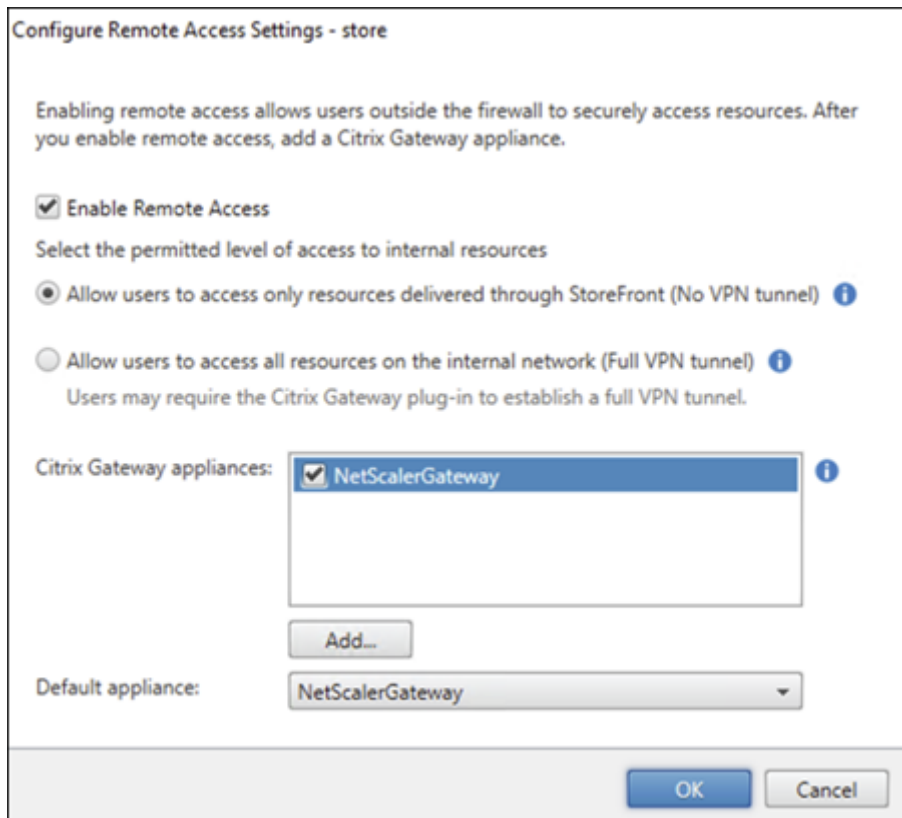 Configure Remote Access Settings - store
Enabling remote access allows users outside the firewall to securely access resources. After
you enable remote access, add a Citrix Gateway appliance.
Enable Remote Access
Select the permitted level of access to internal resources
Allow users to access only resources delivered through StoreFront (No VPN tunnel)
Allow users to access all resources on the internal network (Full VPN tunnel)
Users may require the Citrix Gateway plug-in to establish a full VPN tunnel.
Citrix Gateway appliances:
NetScalerGateway
Add...
Default appliance:
NetScalerGateway
OK
Cancel